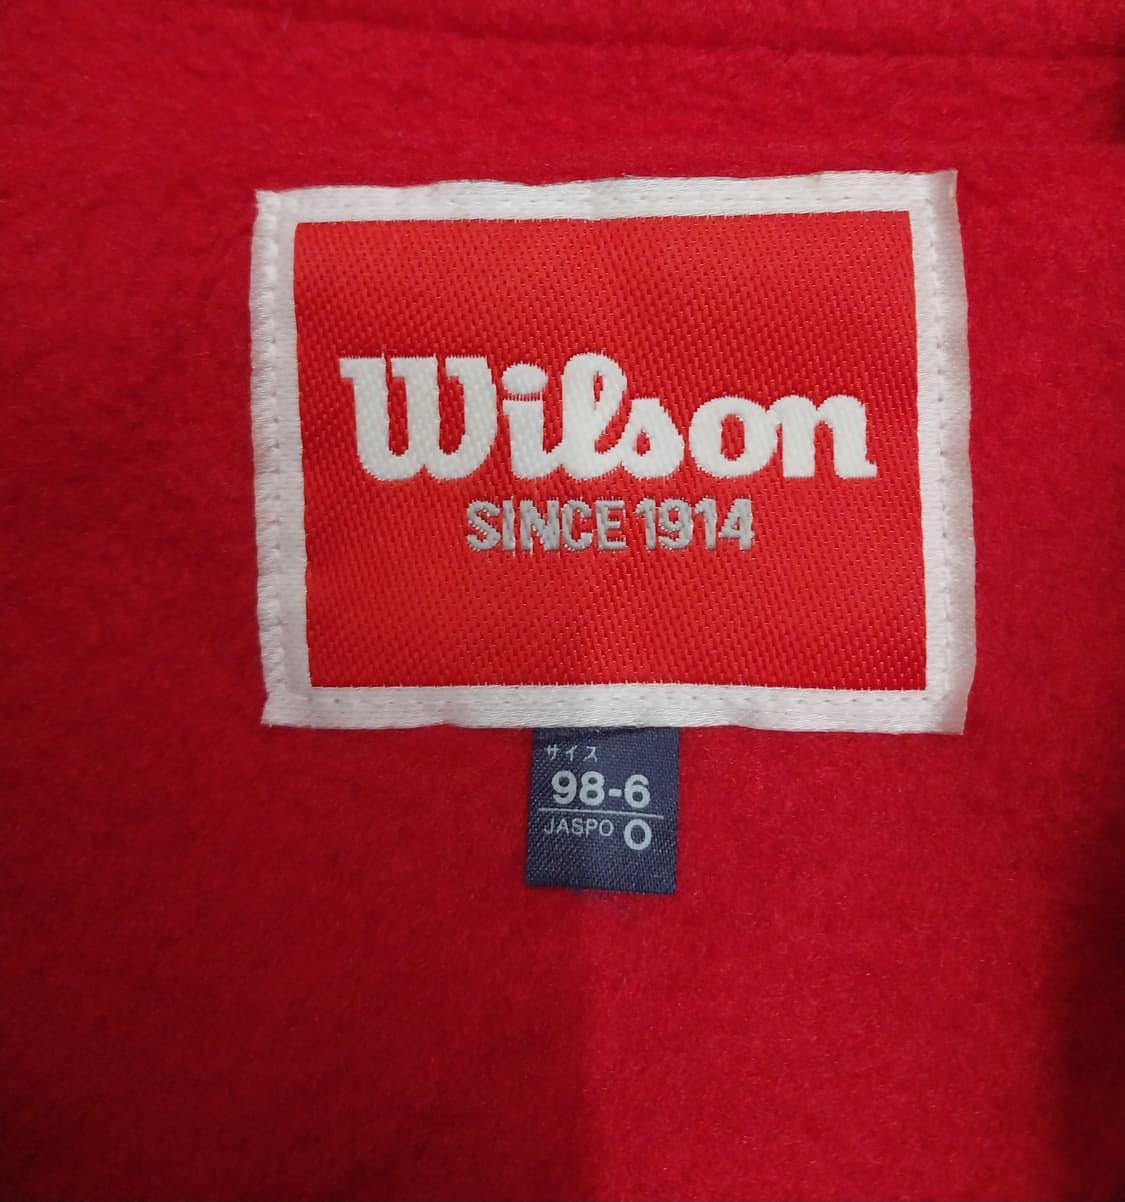 Wilson
SINCE 1914
サイズ
98-6
JASPO O